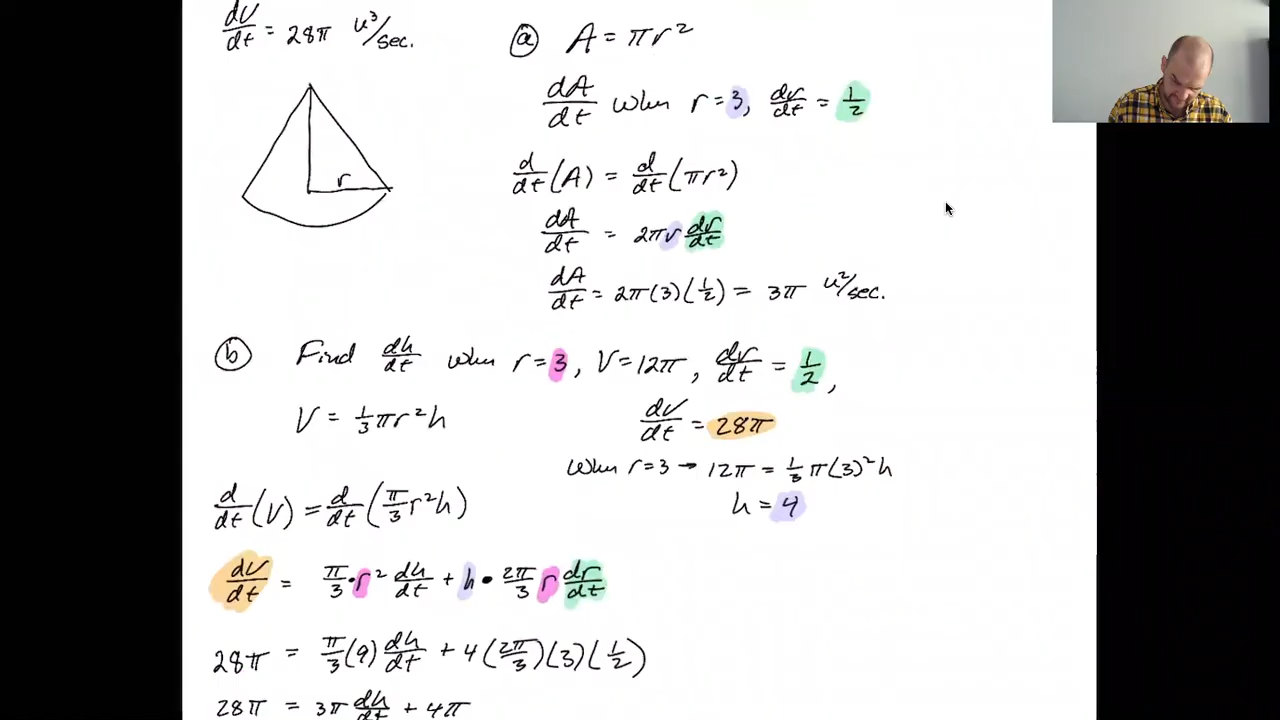 dV/dt = 28π u³/sec.
r
ⓐ A = πr²
dA/dt when r = 3, dr/dt = 1/2
d/dt(A) = d/dt(πr²)
dA/dt = 2πr dr/dt
dA/dt = 2π(3)(1/2) = 3π u²/sec.
ⓑ Find dh/dt when r = 3, V = 12π, dr/dt = 1/2,
dV/dt = 28π
V = 1/3πr²h
when r = 3 → 12π = 1/3 π(3)²h
h = 4
d/dt(V) = d/dt(π/3 r²h)
dV/dt = π/3 · r² dh/dt + h · 2π/3 r dr/dt
28π = π/3(9) dh/dt + 4(2π/3)(3)(1/2)
28π = 3π dh/dt + 4π